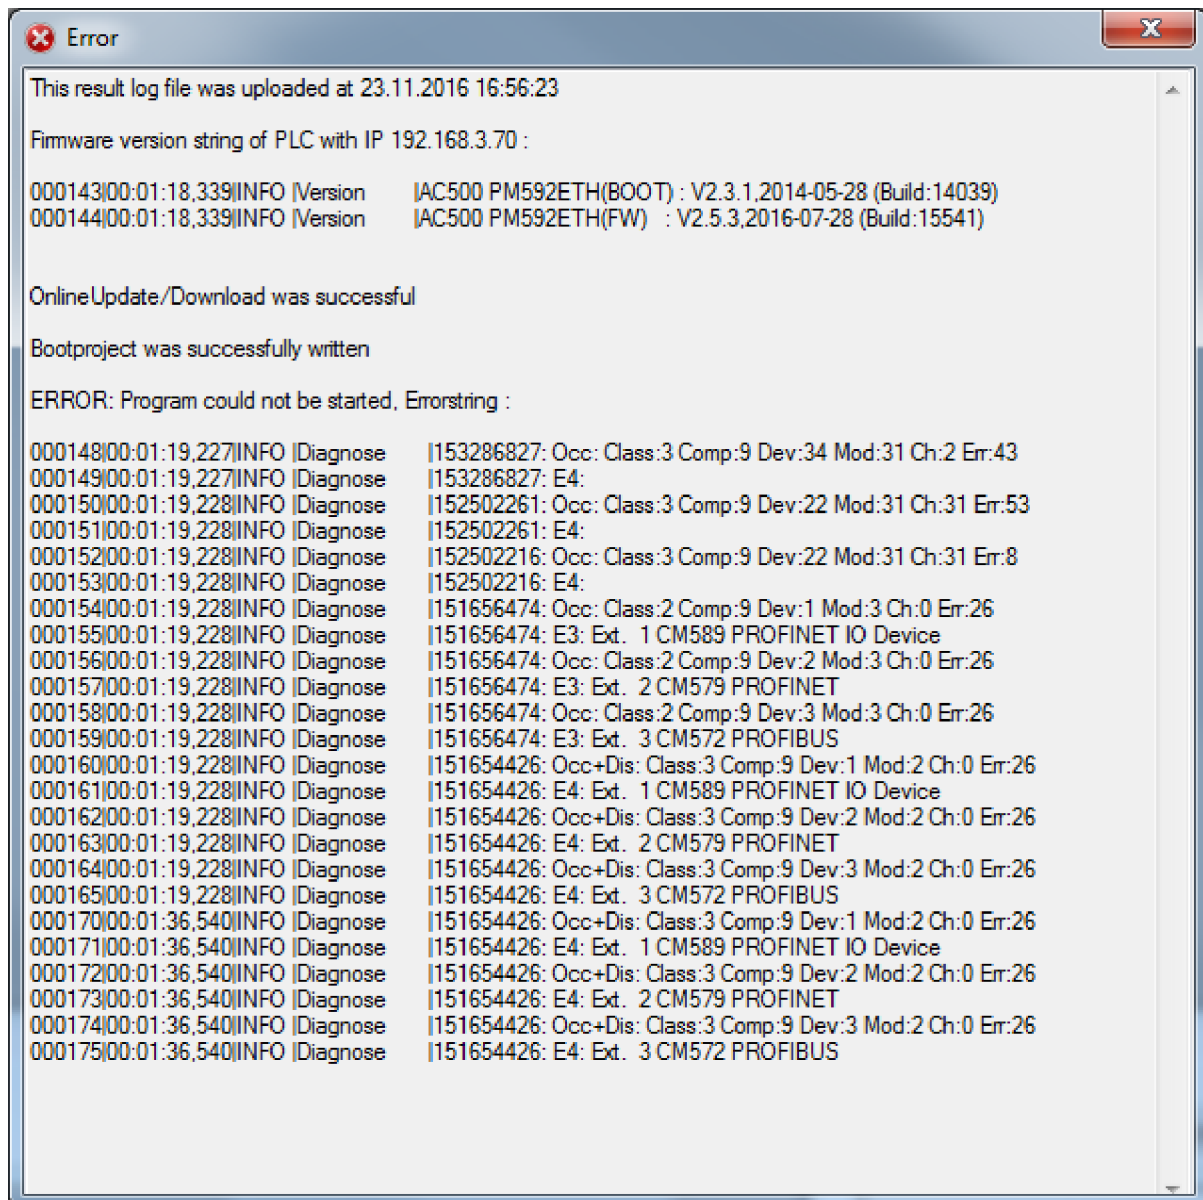 Error
This result log file was uploaded at 23.11.2016 16:56:23
Firmware version string of PLC with IP 192.168.3.70 :
000143|00:01:18,339|INFO |Version |AC500 PM592ETH(BOOT) : V2.3.1,2014-05-28 (Build:14039)
000144|00:01:18,339|INFO |Version |AC500 PM592ETH(FW) : V2.5.3,2016-07-28 (Build:15541)
OnlineUpdate/Download was successful
Bootproject was successfully written
ERROR: Program could not be started, Errorstring :
000148|00:01:19,227|INFO |Diagnose |153286827: Occ: Class:3 Comp:9 Dev:34 Mod:31 Ch:2 Err:43
000149|00:01:19,227|INFO |Diagnose |153286827: E4:
000150|00:01:19,228|INFO |Diagnose |152502261: Occ: Class:3 Comp:9 Dev:22 Mod:31 Ch:31 Err:53
000151|00:01:19,228|INFO |Diagnose |152502261: E4:
000152|00:01:19,228|INFO |Diagnose |152502216: Occ: Class:3 Comp:9 Dev:22 Mod:31 Ch:31 Err:8
000153|00:01:19,228|INFO |Diagnose |152502216: E4:
000154|00:01:19,228|INFO |Diagnose |151656474: Occ: Class:2 Comp:9 Dev:1 Mod:3 Ch:0 Err:26
000155|00:01:19,228|INFO |Diagnose |151656474: E3: Ext. 1 CM589 PROFINET IO Device
000156|00:01:19,228|INFO |Diagnose |151656474: Occ: Class:2 Comp:9 Dev:2 Mod:3 Ch:0 Err:26
000157|00:01:19,228|INFO |Diagnose |151656474: E3: Ext. 2 CM579 PROFINET
000158|00:01:19,228|INFO |Diagnose |151656474: Occ: Class:2 Comp:9 Dev:3 Mod:3 Ch:0 Err:26
000159|00:01:19,228|INFO |Diagnose |151656474: E3: Ext. 3 CM572 PROFIBUS
000160|00:01:19,228|INFO |Diagnose |151654426: Occ+Dis: Class:3 Comp:9 Dev:1 Mod:2 Ch:0 Err:26
000161|00:01:19,228|INFO |Diagnose |151654426: E4: Ext. 1 CM589 PROFINET IO Device
000162|00:01:19,228|INFO |Diagnose |151654426: Occ+Dis: Class:3 Comp:9 Dev:2 Mod:2 Ch:0 Err:26
000163|00:01:19,228|INFO |Diagnose |151654426: E4: Ext. 2 CM579 PROFINET
000164|00:01:19,228|INFO |Diagnose |151654426: Occ+Dis: Class:3 Comp:9 Dev:3 Mod:2 Ch:0 Err:26
000165|00:01:19,228|INFO |Diagnose |151654426: E4: Ext. 3 CM572 PROFIBUS
000170|00:01:36,540|INFO |Diagnose |151654426: Occ+Dis: Class:3 Comp:9 Dev:1 Mod:2 Ch:0 Err:26
000171|00:01:36,540|INFO |Diagnose |151654426: E4: Ext. 1 CM589 PROFINET IO Device
000172|00:01:36,540|INFO |Diagnose |151654426: Occ+Dis: Class:3 Comp:9 Dev:2 Mod:2 Ch:0 Err:26
000173|00:01:36,540|INFO |Diagnose |151654426: E4: Ext. 2 CM579 PROFINET
000174|00:01:36,540|INFO |Diagnose |151654426: Occ+Dis: Class:3 Comp:9 Dev:3 Mod:2 Ch:0 Err:26
000175|00:01:36,540|INFO |Diagnose |151654426: E4: Ext. 3 CM572 PROFIBUS